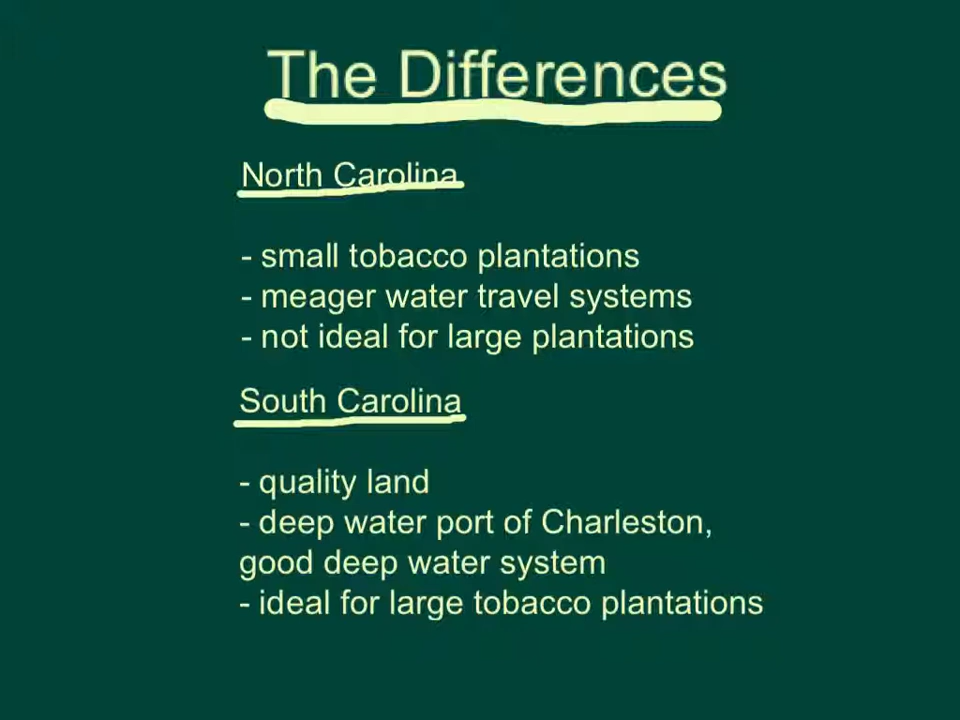 The Differences
North Carolina
- small tobacco plantations
- meager water travel systems
- not ideal for large plantations
South Carolina
- quality land
- deep water port of Charleston,
good deep water system
- ideal for large tobacco plantations